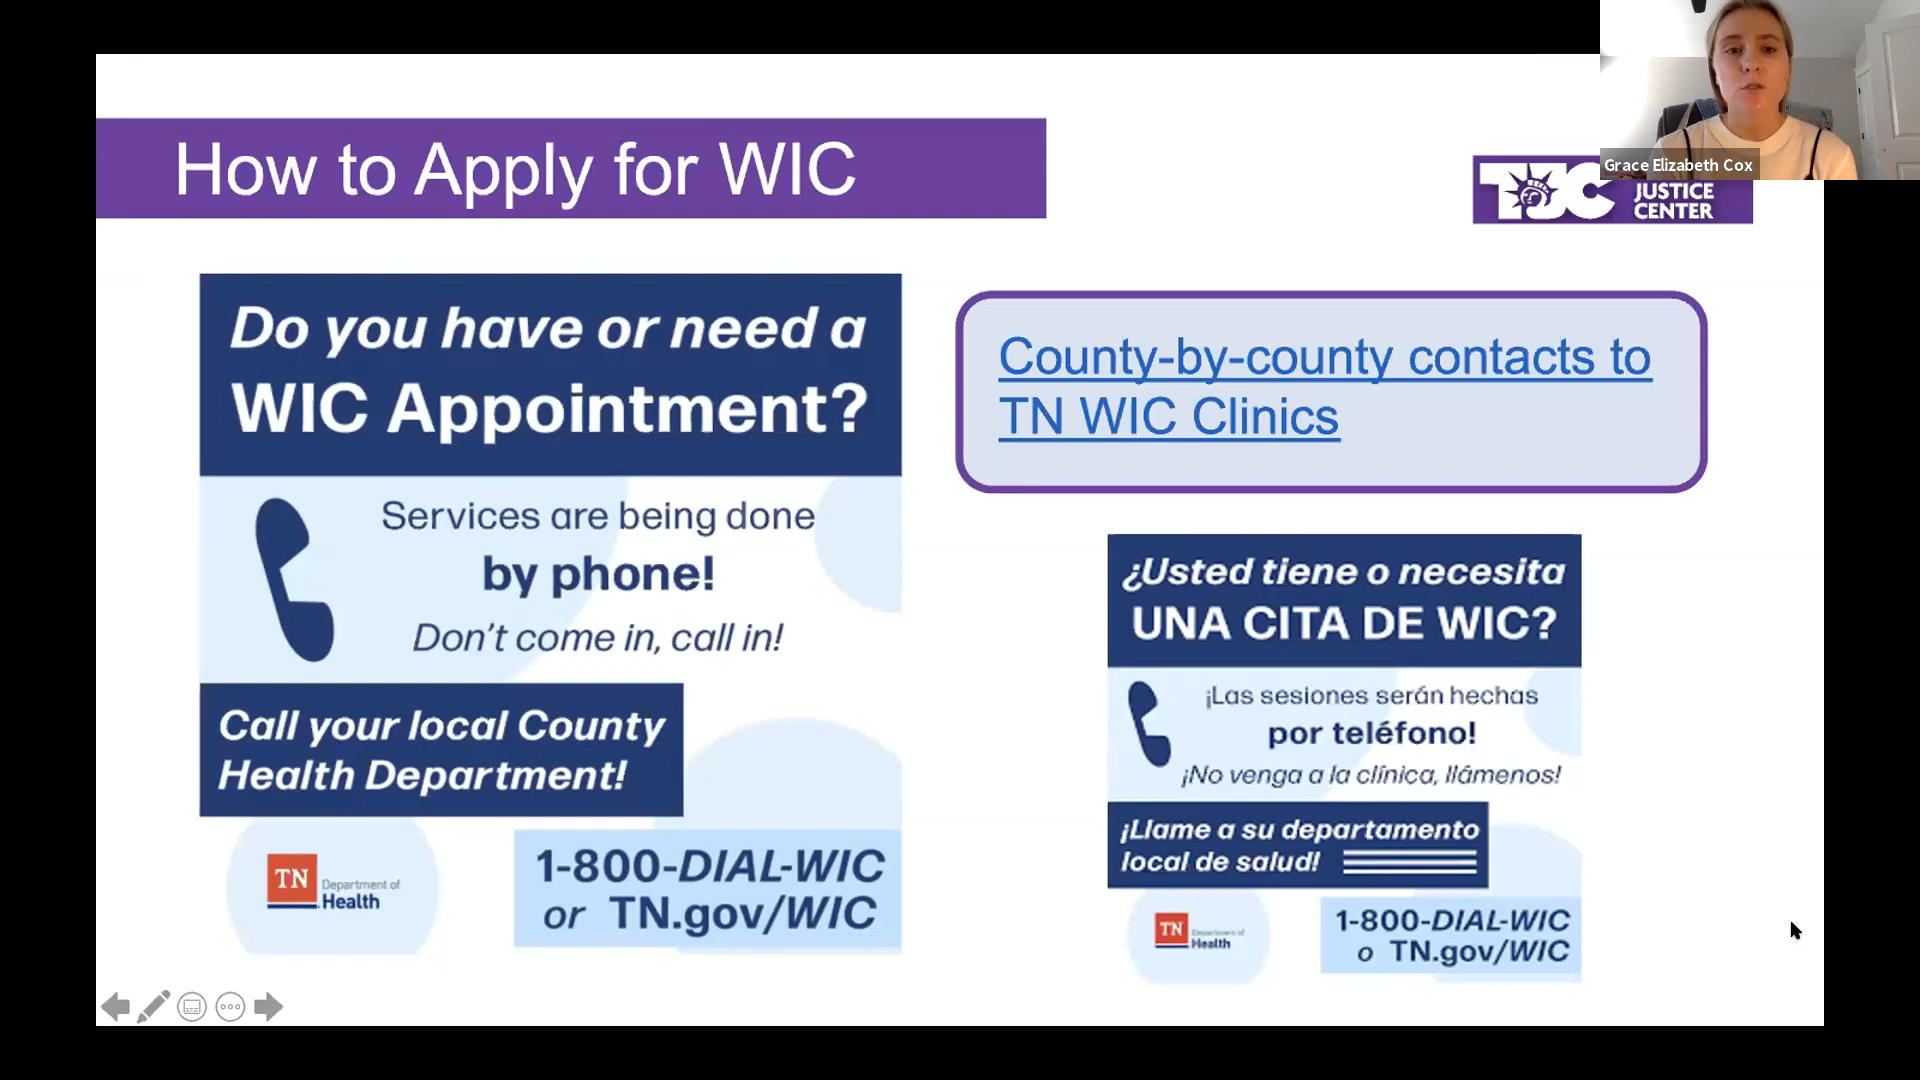 How to Apply for WIC
Grace Elizabeth Cox
TJC JUSTICE
CENTER
Do you have or need a
WIC Appointment?
Services are being done
by phone!
Don't come in, call in!
Call your local County
Health Department!
TN Department of
Health
1-800-DIAL-WIC
or TN.gov/WIC
County-by-county contacts to
TN WIC Clinics
¿Usted tiene o necesita
UNA CITA DE WIC?
¡Las sesiones serán hechas
por teléfono!
¡No venga a la clínica, llámenos!
¡Llame a su departamento
local de salud!
TN Department of
Health
1-800-DIAL-WIC
o TN.gov/WIC